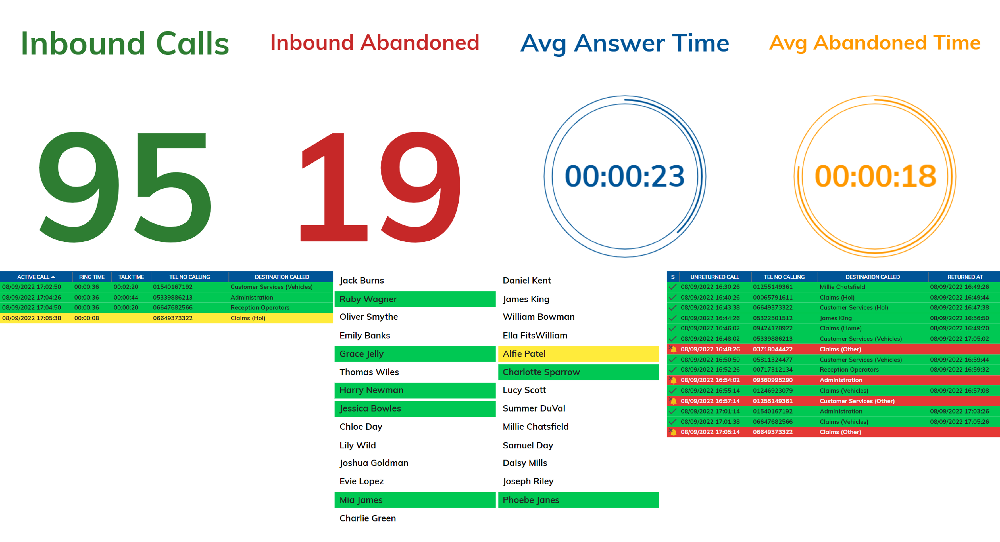 Inbound Calls
Inbound Abandoned
Avg Answer Time
Avg Abandoned Time
95
19
00:00:23
00:00:18
ACTIVE CALL RING TIME TALK TIME TEL NO CALLING DESTINATION CALLED
08/09/2022 17:02:50 00:00:36 00:02:20 01540167192 Customer Services (Vehicles)
08/09/2022 17:04:26 00:00:36 00:00:44 05339886213 Administration
08/09/2022 17:04:50 00:00:36 00:00:20 06647682566 Reception Operators
08/09/2022 17:05:38 00:00:08 06649373322 Claims (Hol)
Jack Burns
Ruby Wagner
Oliver Smythe
Emily Banks
Grace Jelly
Thomas Wiles
Harry Newman
Jessica Bowles
Chloe Day
Lily Wild
Joshua Goldman
Evie Lopez
Mia James
Charlie Green
Daniel Kent
James King
William Bowman
Ella FitsWilliam
Alfie Patel
Charlotte Sparrow
Lucy Scott
Summer DuVal
Millie Chatsfield
Samuel Day
Daisy Mills
Joseph Riley
Phoebe Janes
S UNRETURNED CALL TEL NO CALLING DESTINATION CALLED RETURNED AT
08/09/2022 16:30:26 01255149361 Millie Chatsfield 08/09/2022 16:49:26
08/09/2022 16:40:26 00065791611 Claims (Hol) 08/09/2022 16:49:44
08/09/2022 16:43:38 06649373322 Customer Services (Hol) 08/09/2022 16:47:38
08/09/2022 16:44:26 05322501512 James King 08/09/2022 16:56:50
08/09/2022 16:46:02 09424178922 Claims (Home) 08/09/2022 16:49:20
08/09/2022 16:48:02 05339886213 Customer Services (Vehicles) 08/09/2022 17:05:02
08/09/2022 16:48:26 03718044422 Claims (Other)
08/09/2022 16:50:50 05811324477 Customer Services (Vehicles) 08/09/2022 16:59:44
08/09/2022 16:52:26 00717312134 Reception Operators 08/09/2022 16:59:32
08/09/2022 16:54:02 09360995290 Administration
08/09/2022 16:55:14 01246923079 Claims (Vehicles) 08/09/2022 16:57:08
08/09/2022 16:57:14 01255149361 Customer Services (Other)
08/09/2022 17:01:14 01540167192 Administration 08/09/2022 17:03:26
08/09/2022 17:01:38 06647682566 Claims (Vehicles) 08/09/2022 17:05:26
08/09/2022 17:05:14 06649373322 Claims (Other)